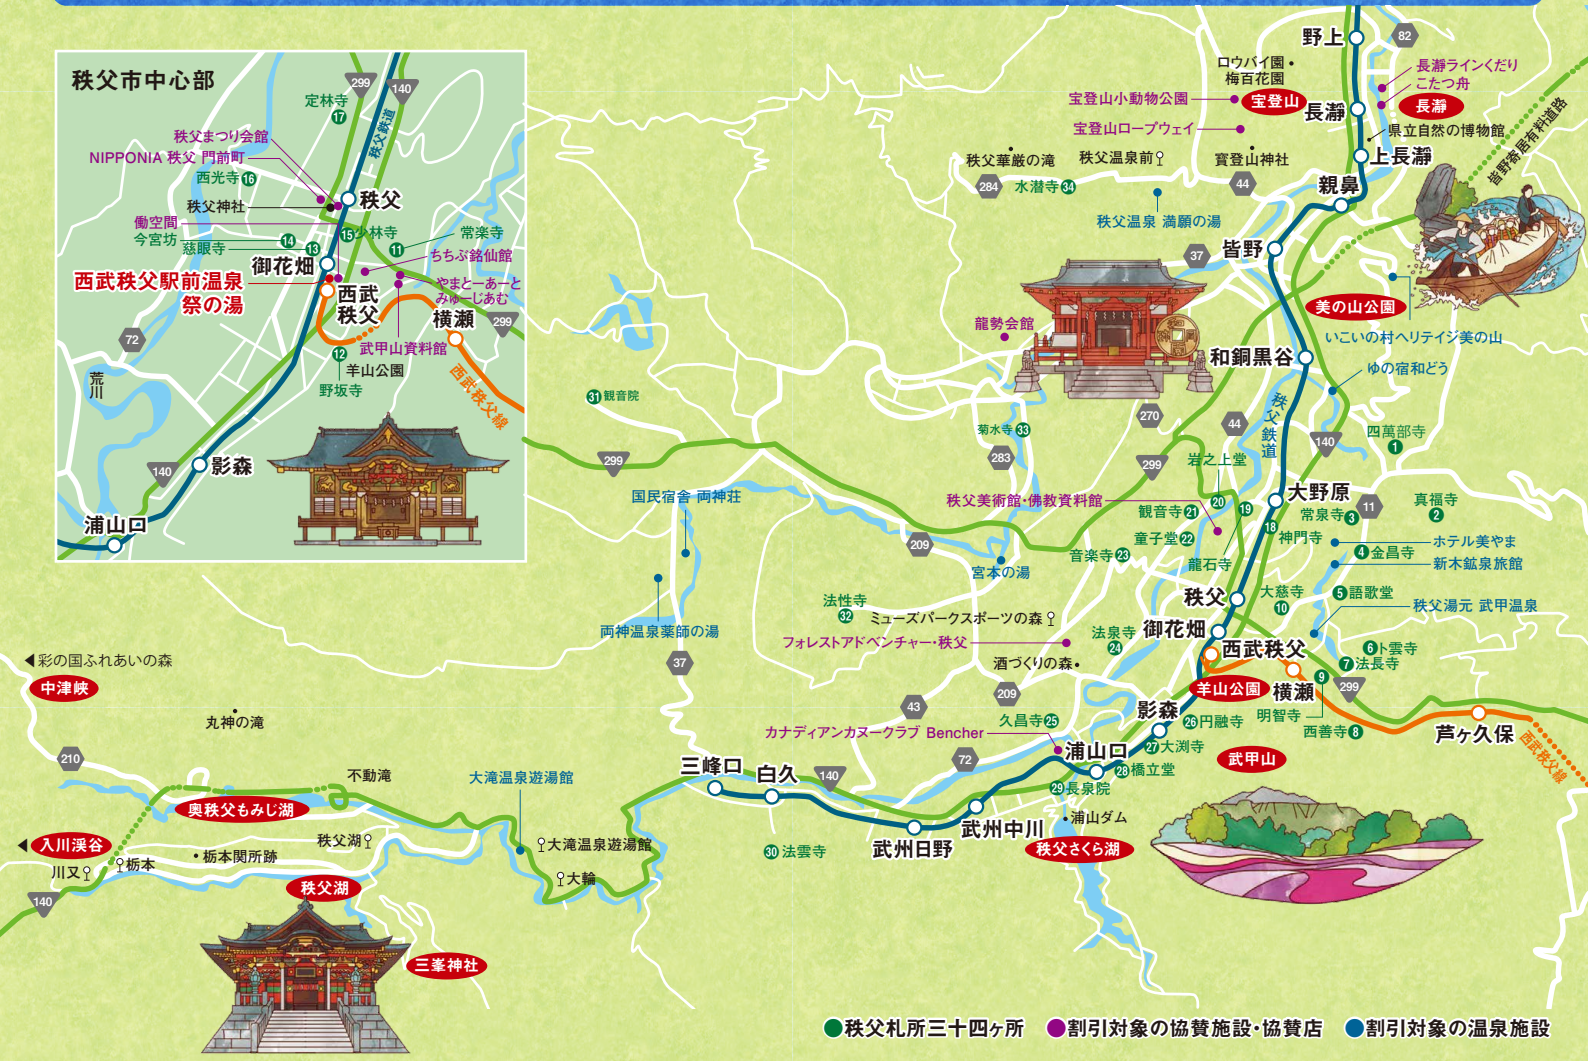 秩父市中心部
299
140
定林寺
17
秩父鉄道
秩父まつり会館
NIPPONIA 秩父 門前町
西光寺16
秩父神社
秩父
働空間
今宮坊
14
慈眼寺
13
15少林寺
11
常楽寺
御花畑
ちちぶ銘仙館
西武秩父駅前温泉
祭の湯
西武
秩父
やまとーあーと
みゅーじあむ
横瀬
299
72
武甲山資料館
12
羊山公園
野坂寺
西武秩父線
荒川
140
影森
浦山口
野上
82
ロウバイ園
梅百花園
長瀞ラインくだり
こたつ舟
宝登山小動物公園
宝登山
長瀞
長瀞
宝登山ロープウェイ
県立自然の博物館
皆野寄居有料道路
秩父華厳の滝
秩父温泉前
寳登山神社
上長瀞
284
水潜寺34
44
親鼻
秩父温泉 満願の湯
37
皆野
美の山公園
龍勢会館
いこいの村ヘリテイジ美の山
和銅黒谷
ゆの宿和どう
31観音院
秩父鉄道
270
44
菊水寺33
140
四萬部寺
1
299
283
299
岩之上堂
国民宿舎 両神荘
秩父美術館・佛教資料館
20
大野原
観音寺21
19
18
常泉寺3
11
真福寺
2
神門寺
209
童子堂22
ホテル美やま
音楽寺23
4金昌寺
龍石寺
新木鉱泉旅館
宮本の湯
秩父
大慈寺
10
5語歌堂
法性寺
32
秩父湯元 武甲温泉
ミューズパークスポーツの森
両神温泉薬師の湯
法泉寺
24
御花畑
フォレストアドベンチャー・秩父
西武秩父
6卜雲寺
7法長寺
彩の国ふれあいの森
37
酒づくりの森
横瀬
9
299
中津峡
羊山公園
209
43
丸神の滝
久昌寺25
影森
26円融寺
明智寺
カナディアンカヌークラブ Bencher
西善寺8
芦ヶ久保
西武秩父線
27大渕寺
浦山口
210
72
武甲山
三峰口
白久
140
28橋立堂
不動滝
大滝温泉遊湯館
29長泉院
奥秩父もみじ湖
浦山ダム
武州中川
武州日野
秩父さくら湖
入川渓谷
秩父湖
大滝温泉遊湯館
30法雲寺
栃本関所跡
栃本
川又
大輪
秩父湖
140
三峯神社
秩父札所三十四ヶ所 割引対象の協賛施設・協賛店 割引対象の温泉施設